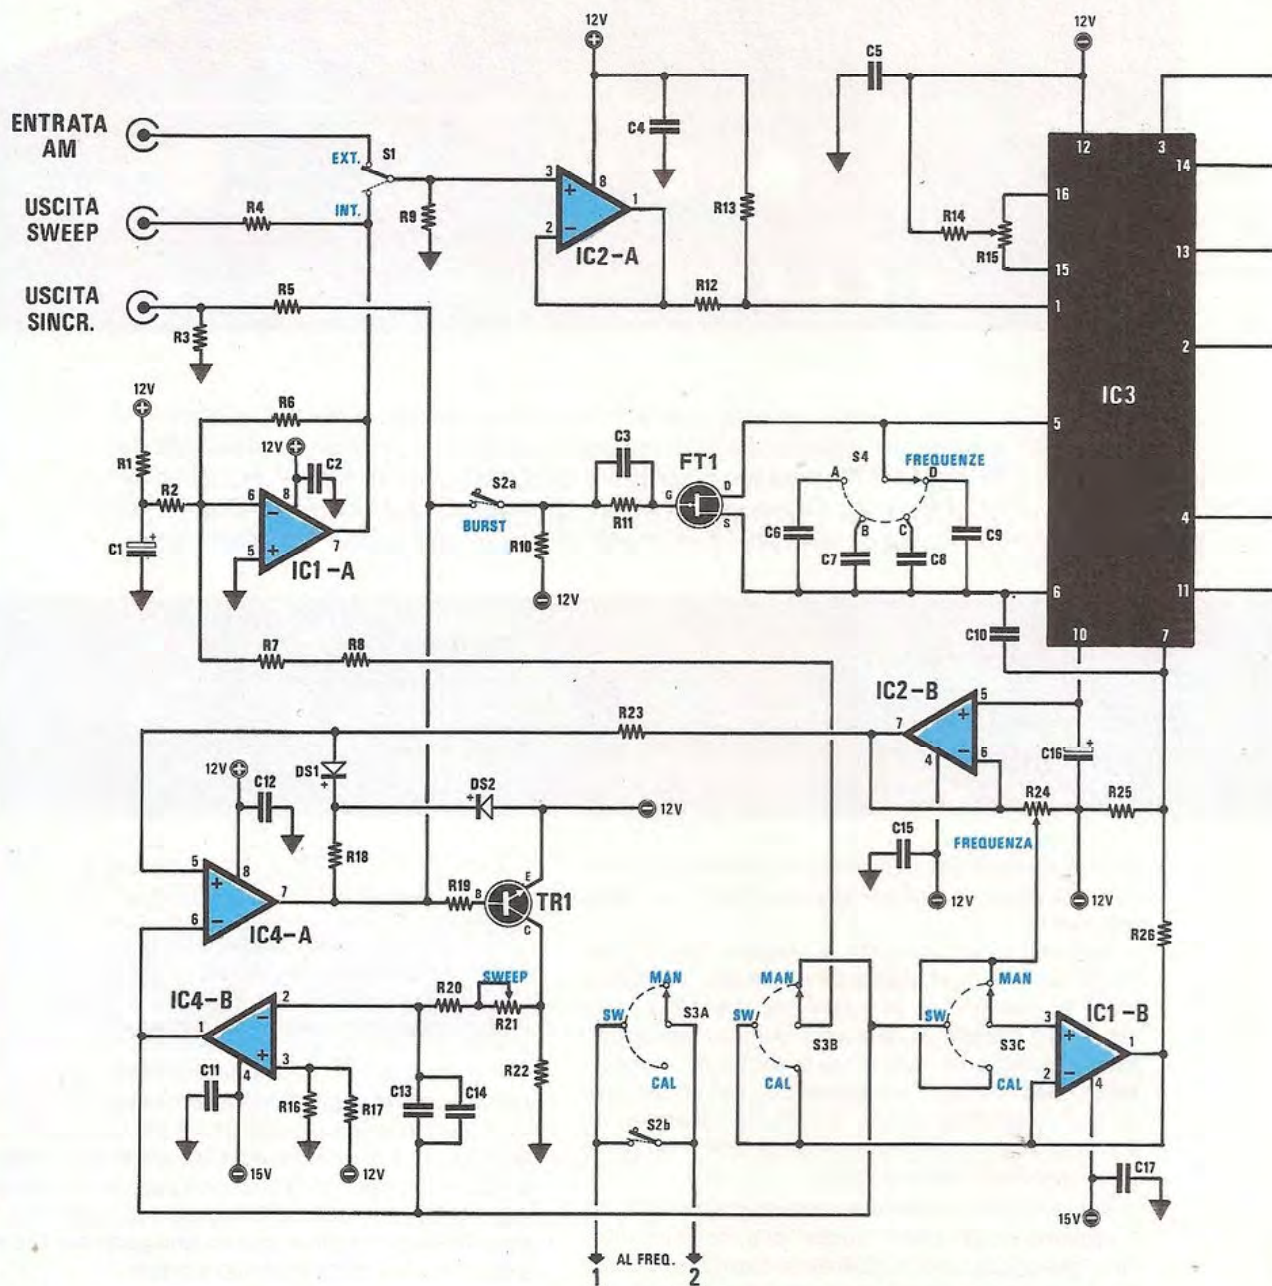 12V
12V
ENTRATA
AM
EXT.
S1
INT.
USCITA
SWEEP
R4
R9
3
8
1
2
IC2-A
C4
R13
R12
C5
12
3
16
14
R14
R15
13
15
1
2
USCITA
SINCR.
R5
R3
IC3
12V
R6
R1
12V
C2
R2
6
8
5
7
C1
IC1-A
S2a
BURST
R10
12V
C3
R11
FT1
G
D
S
S4
FREQUENZE
A
D
B
C
C6
C7
C8
C9
5
4
6
11
10
7
C10
R7
R8
IC2-B
7
5
6
4
R23
C16
R24
R25
FREQUENZA
C15
12V
12V
R26
12V
C12
DS1
+
DS2
+
12V
R18
5
8
7
6
IC4-A
R19
B
E
C
TR1
IC4-B
2
1
3
4
R20
SWEEP
R21
R22
C11
R16
R17
15V
12V
C13
C14
MAN
SW
S3A
CAL
S2b
MAN
SW
S3B
CAL
MAN
SW
S3C
CAL
3
1
2
4
IC1-B
C17
15V
AL FREQ.
1
2